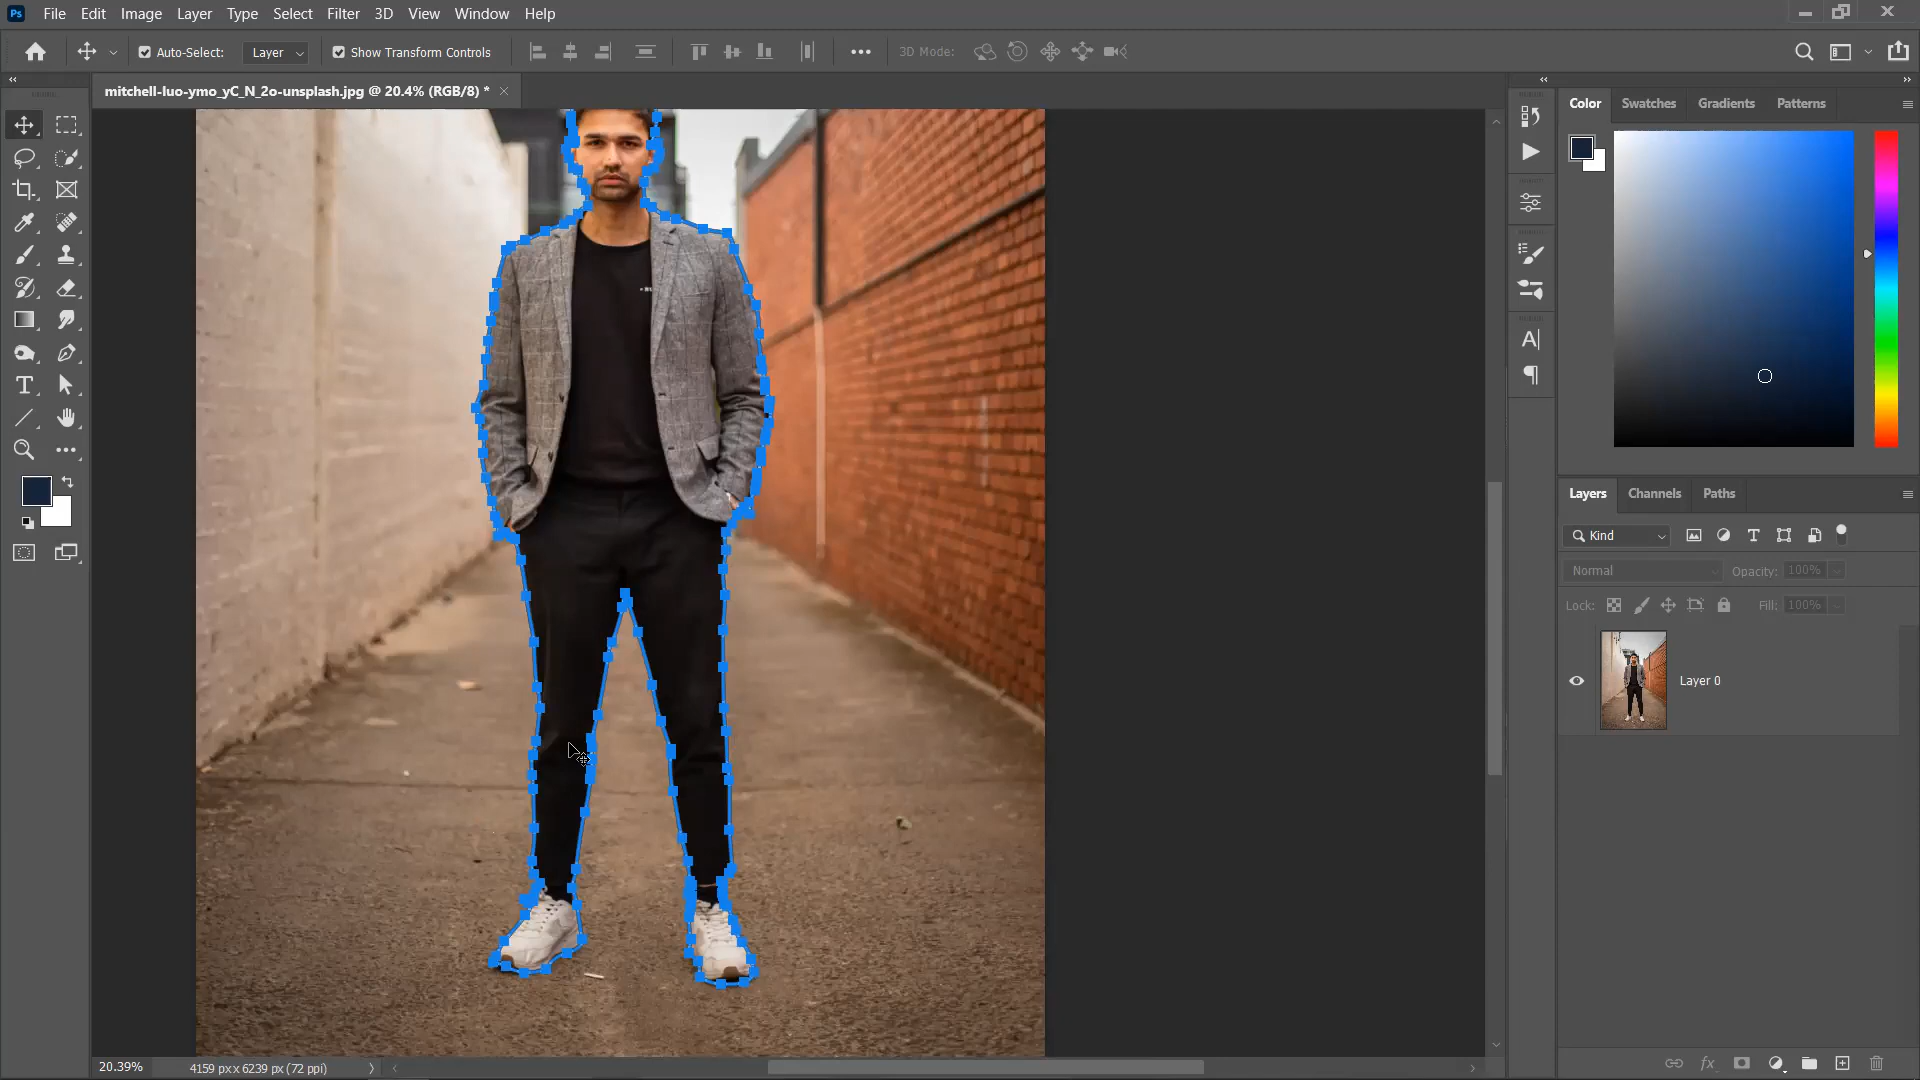 Ps File Edit Image Layer Type Select Filter 3D View Window Help
Auto-Select: Layer Show Transform Controls 3D Mode:
mitchell-luo-ymo_yC_N_2o-unsplash.jpg @ 20.4% (RGB/8) *
Color Swatches Gradients Patterns
Layers Channels Paths
Kind
Normal Opacity: 100%
Lock: Fill: 100%
Layer 0
20.39% 4159 px x 6239 px (72 ppi)